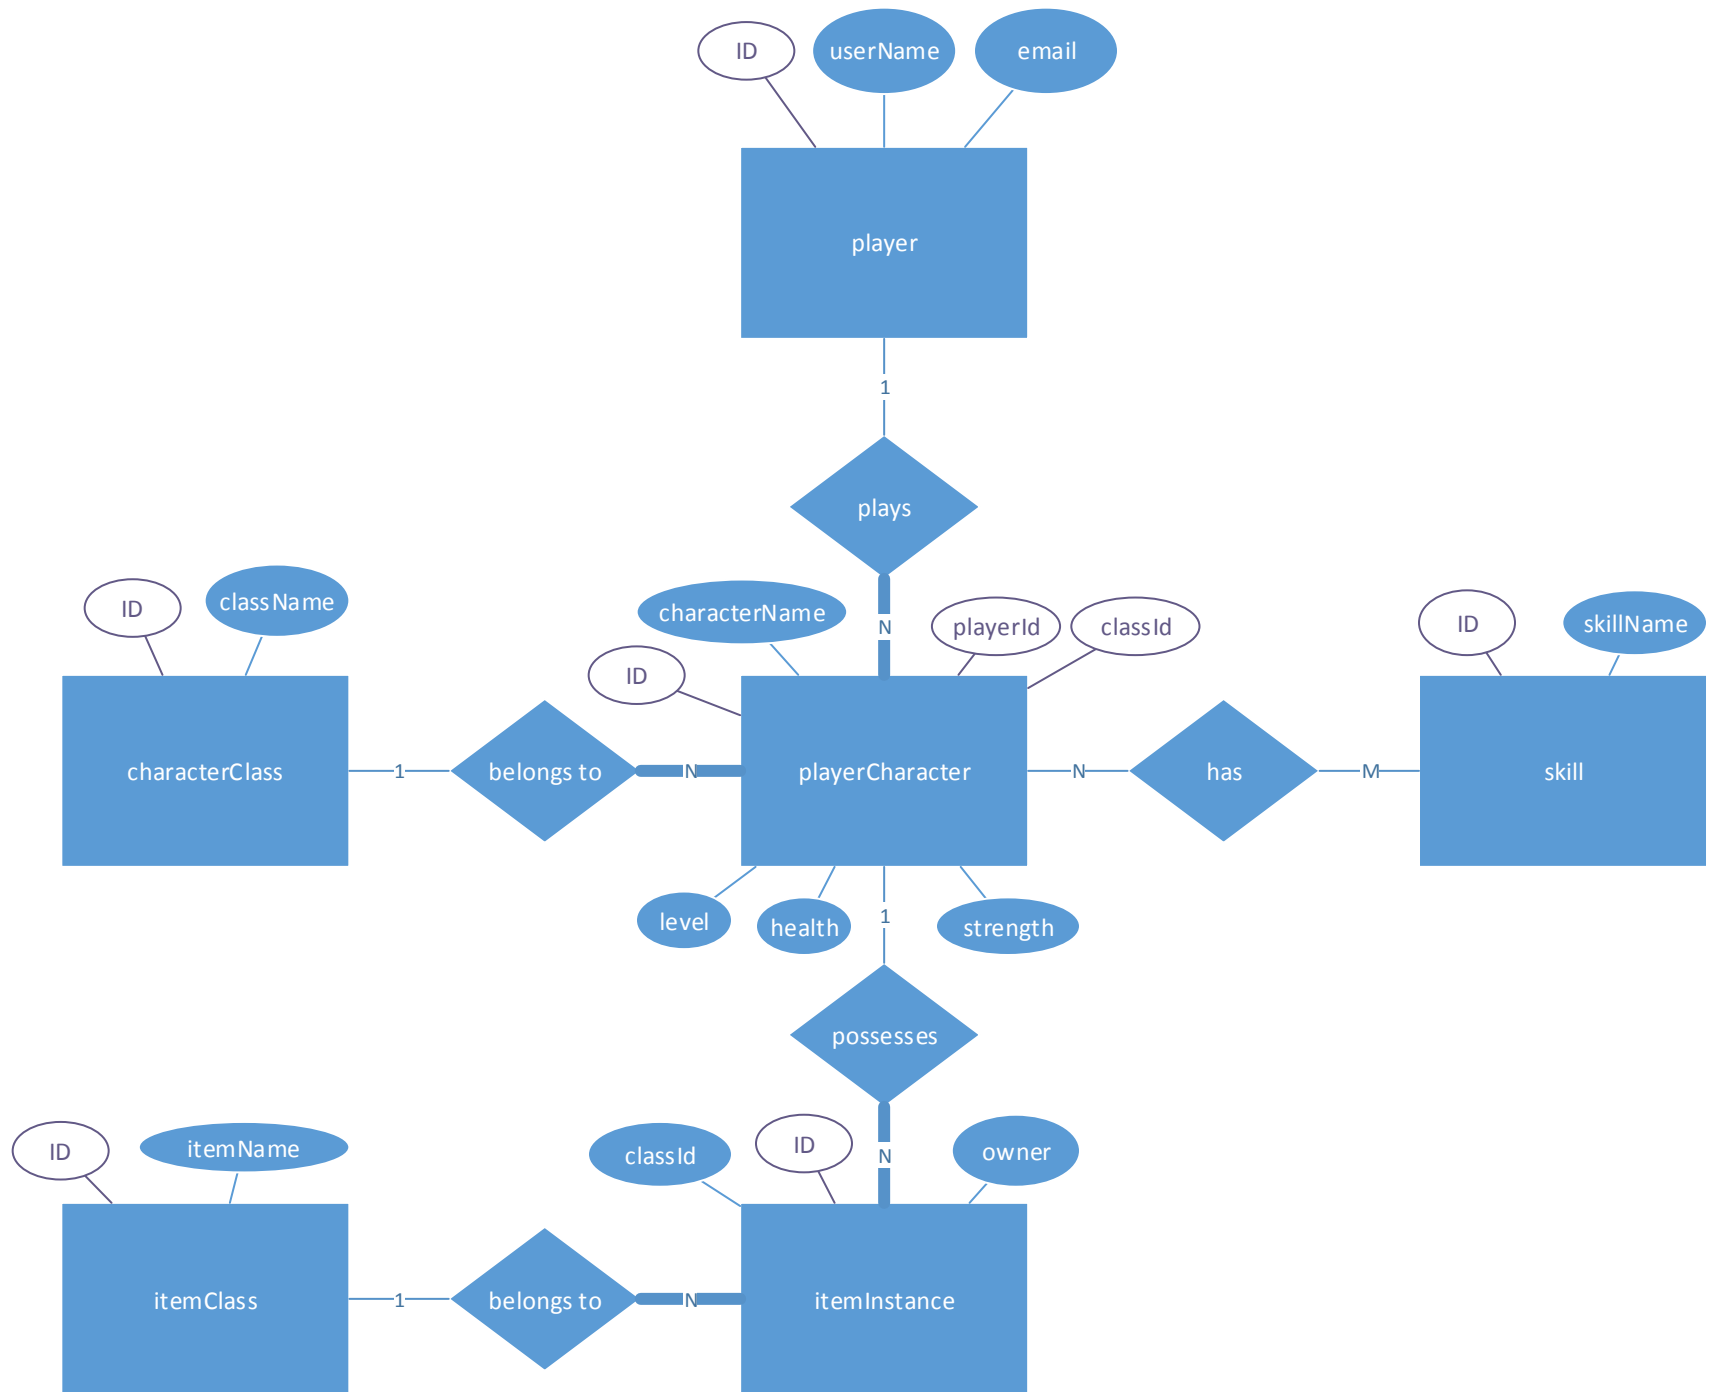 ID
userName
email
player
1
plays
N
ID
className
characterName
ID
playerId
classId
ID
skillName
characterClass
1
belongs to
N
playerCharacter
N
has
M
skill
level
health
1
strength
possesses
N
ID
itemName
classId
ID
owner
itemClass
1
belongs to
N
itemInstance